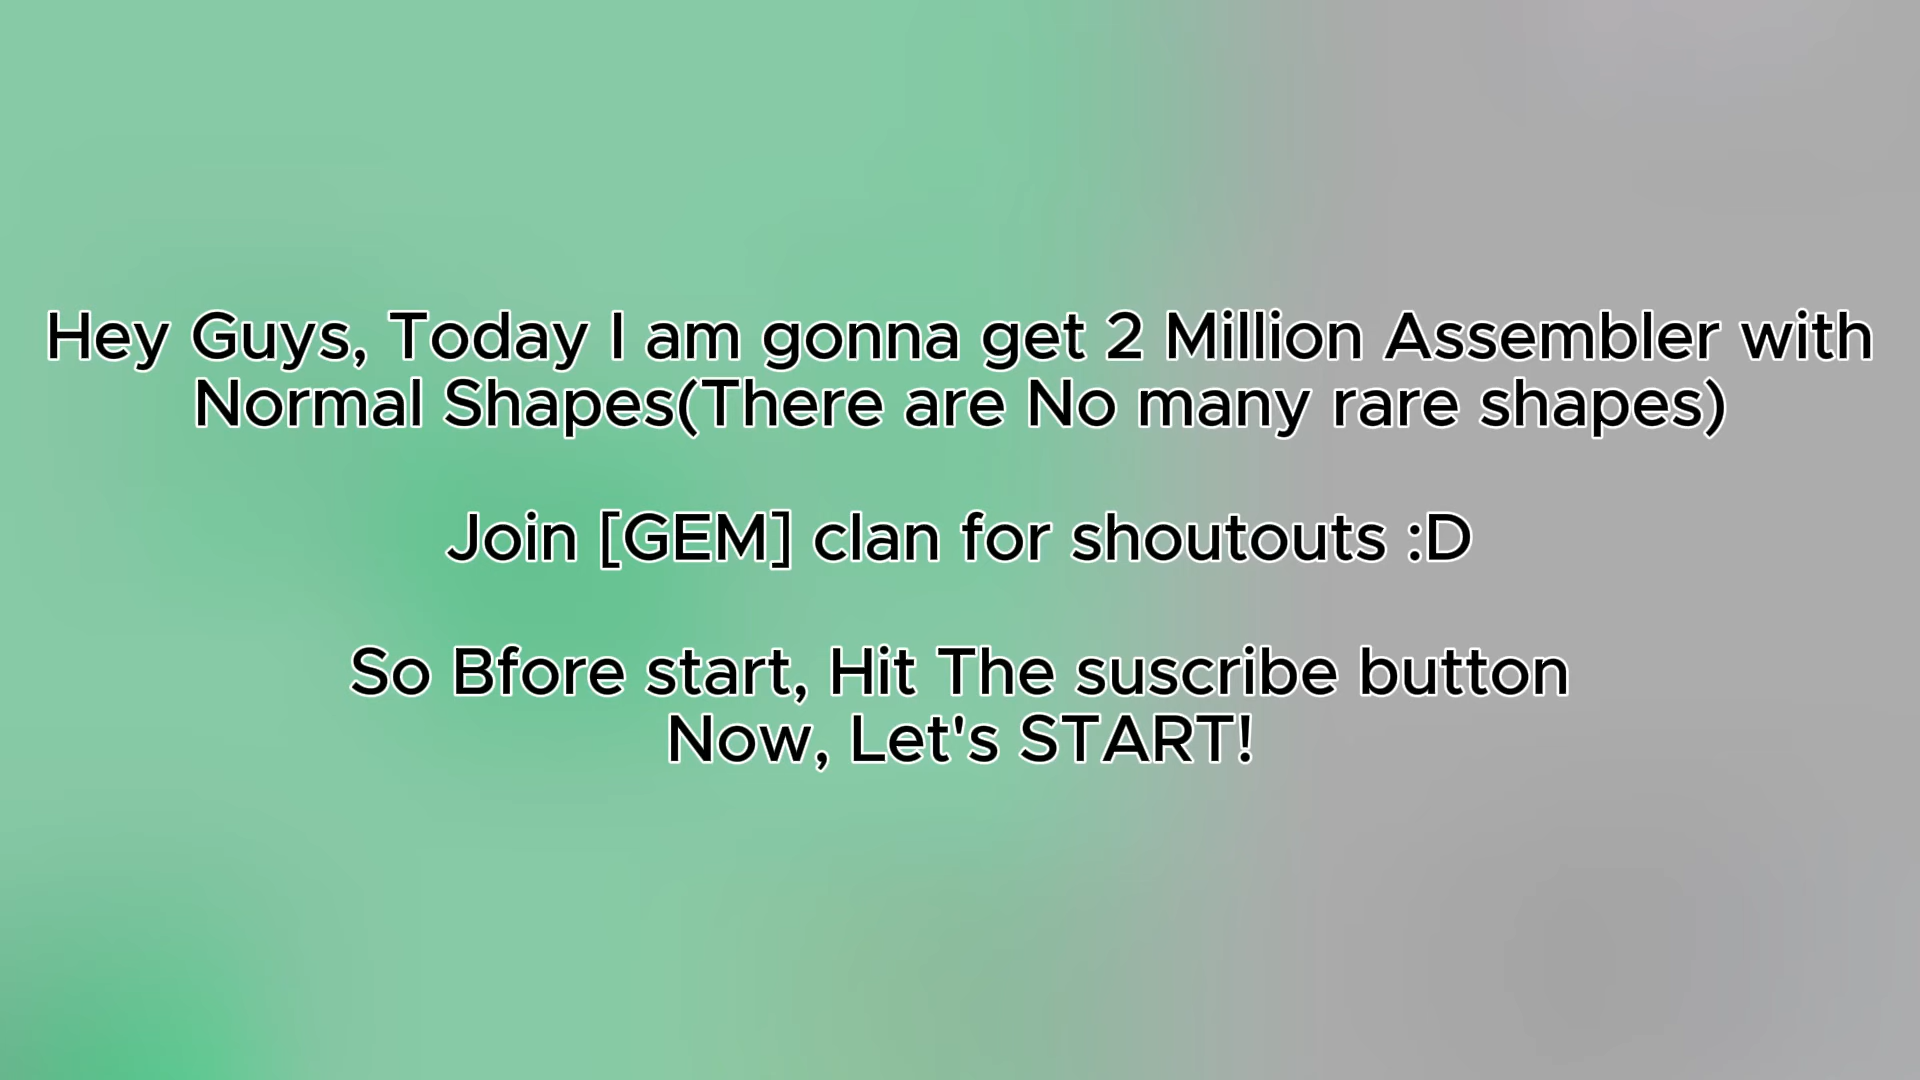 Hey Guys, Today I am gonna get 2 Million Assembler with
Normal Shapes(There are No many rare shapes)
Join [GEM] clan for shoutouts :D
So Bfore start, Hit The suscribe button
Now, Let's START!